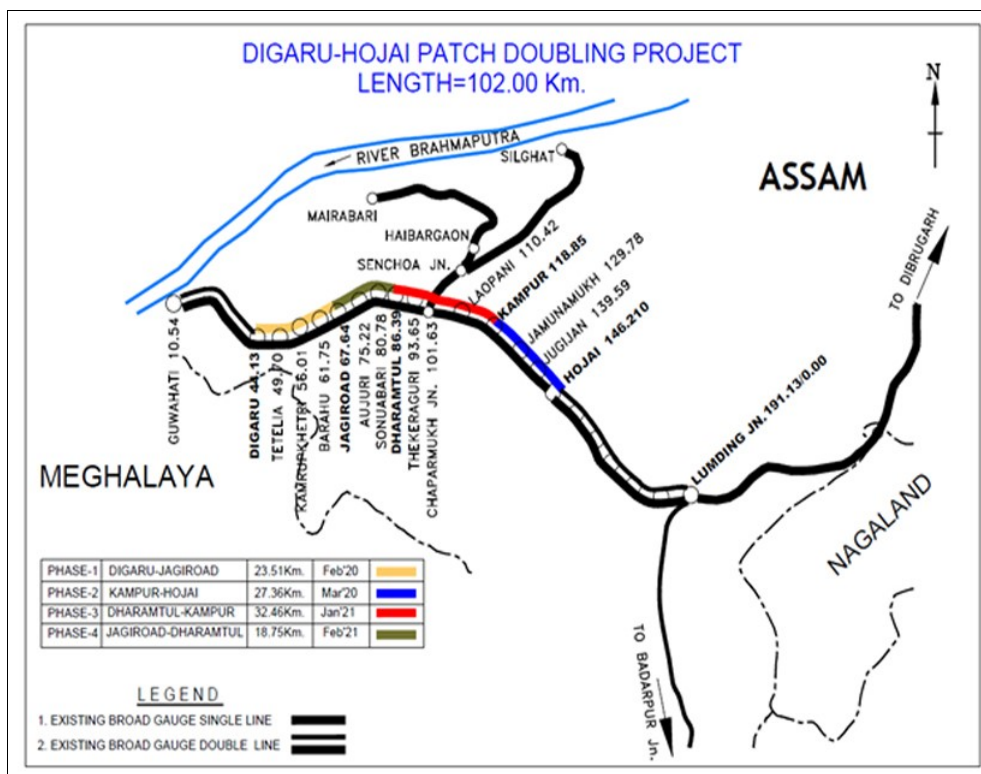 DIGARU-HOJAI PATCH DOUBLING PROJECT
LENGTH=102.00 Km.
N
RIVER BRAHMAPUTRA
SILGHAT
ASSAM
MAIRABARI
HAIBARGAON
SENCHOA JN.
LAOPANI 110.42
KAMPUR 118.85
JAMUNAMUKH 129.78
JUGIJAN 139.59
HOJAI 146.210
TO DIBRUGARH
GUWAHATI 10.54
DIGARU 44.13
TETELIA 49.70
KAMRUPKHETRI 56.01
BARAHU 61.75
JAGIROAD 67.64
AUJURI 75.22
SONUABARI 80.78
DHARAMTUL 86.39
THEKERAGURI 93.65
CHAPARMUKH JN. 101.63
LUMDING JN.191.13/0.00
MEGHALAYA
NAGALAND
TO BADARPUR Jn.
PHASE-1 DIGARU-JAGIROAD 23.51Km. Feb'20
PHASE-2 KAMPUR-HOJAI 27.36Km. Mar'20
PHASE-3 DHARAMTUL-KAMPUR 32.46Km. Jan'21
PHASE-4 JAGIROAD-DHARAMTUL 18.75Km. Feb'21
LEGEND
1. EXISTING BROAD GAUGE SINGLE LINE
2. EXISTING BROAD GAUGE DOUBLE LINE